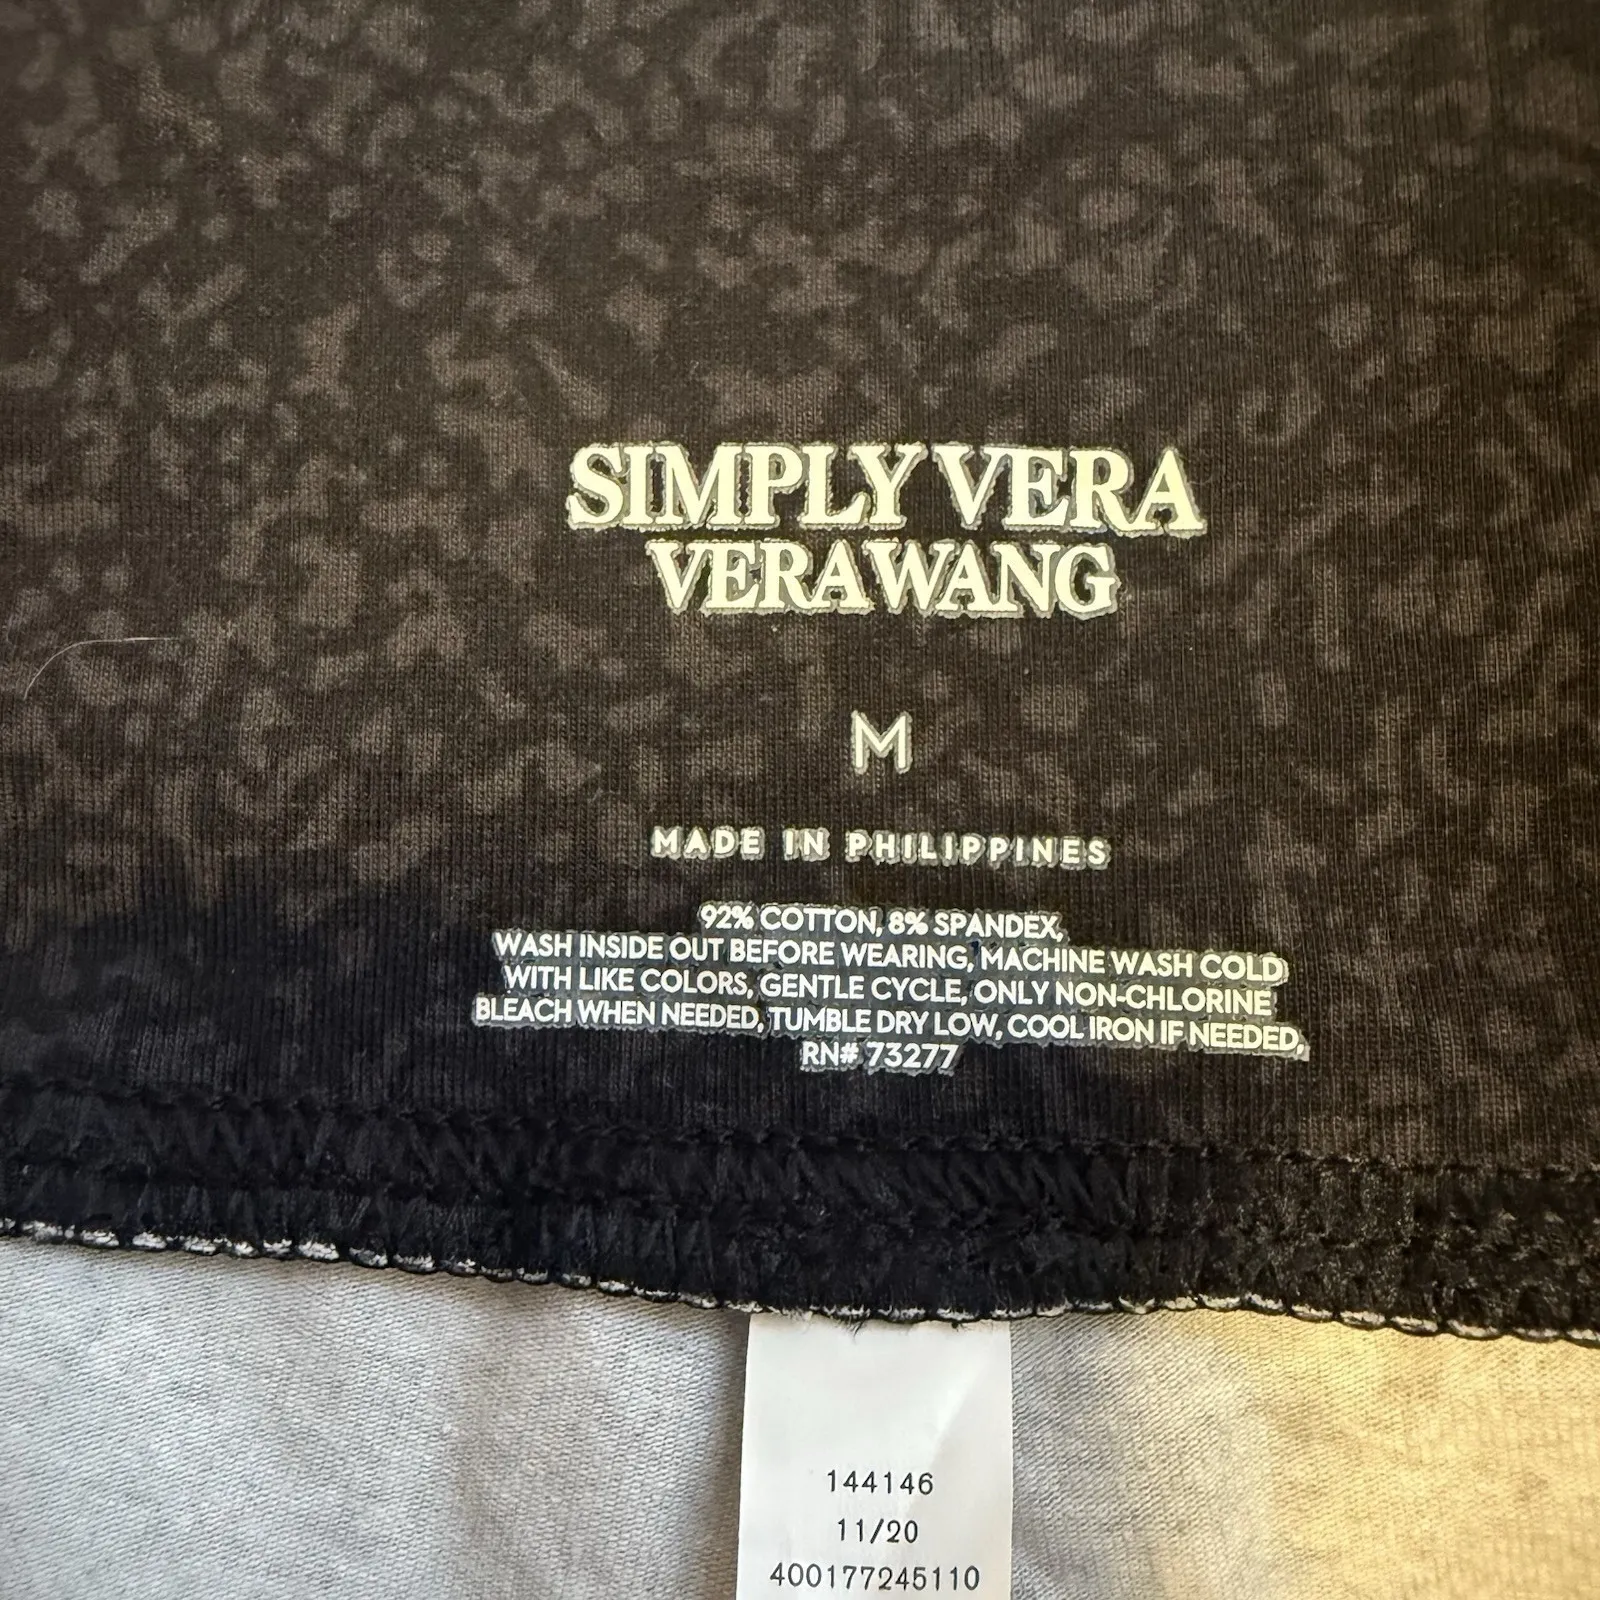 SIMPLY VERA
VERA WANG
M
MADE IN PHILIPPINES
92% COTTON, 8% SPANDEX,
WASH INSIDE OUT BEFORE WEARING, MACHINE WASH COLD
WITH LIKE COLORS, GENTLE CYCLE, ONLY NON-CHLORINE
BLEACH WHEN NEEDED, TUMBLE DRY LOW, COOL IRON IF NEEDED,
RN# 73277
144146
11/20
400177245110